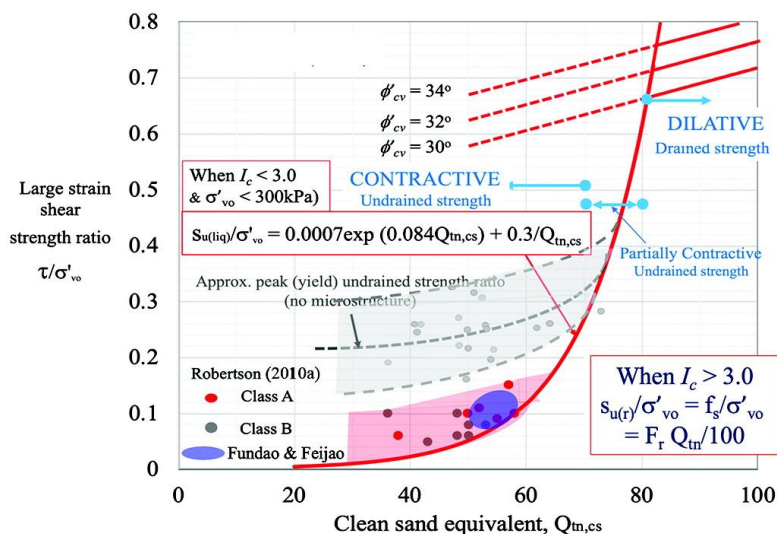 0.8
0.7
0.6
0.5
0.4
0.3
0.2
0.1
0
Large strain
shear
strength ratio
τ/σ'vo
ϕ'cv = 34º
ϕ'cv = 32º
ϕ'cv = 30º
DILATIVE
Drained strength
When Ic < 3.0
& σ'vo < 300kPa)
CONTRACTIVE
Undrained strength
su(liq)/σ'vo = 0.0007exp (0.084Qtn,cs) + 0.3/Qtn,cs
Partially Contractive
Undrained strength
Approx. peak (yield) undrained strength ratio
(no microstructure)
Robertson (2010a)
Class A
Class B
Fundao & Feijao
When Ic > 3.0
su(r)/σ'vo = fs/σ'vo
= Fr Qtn/100
0 20 40 60 80 100
Clean sand equivalent, Qtn,cs